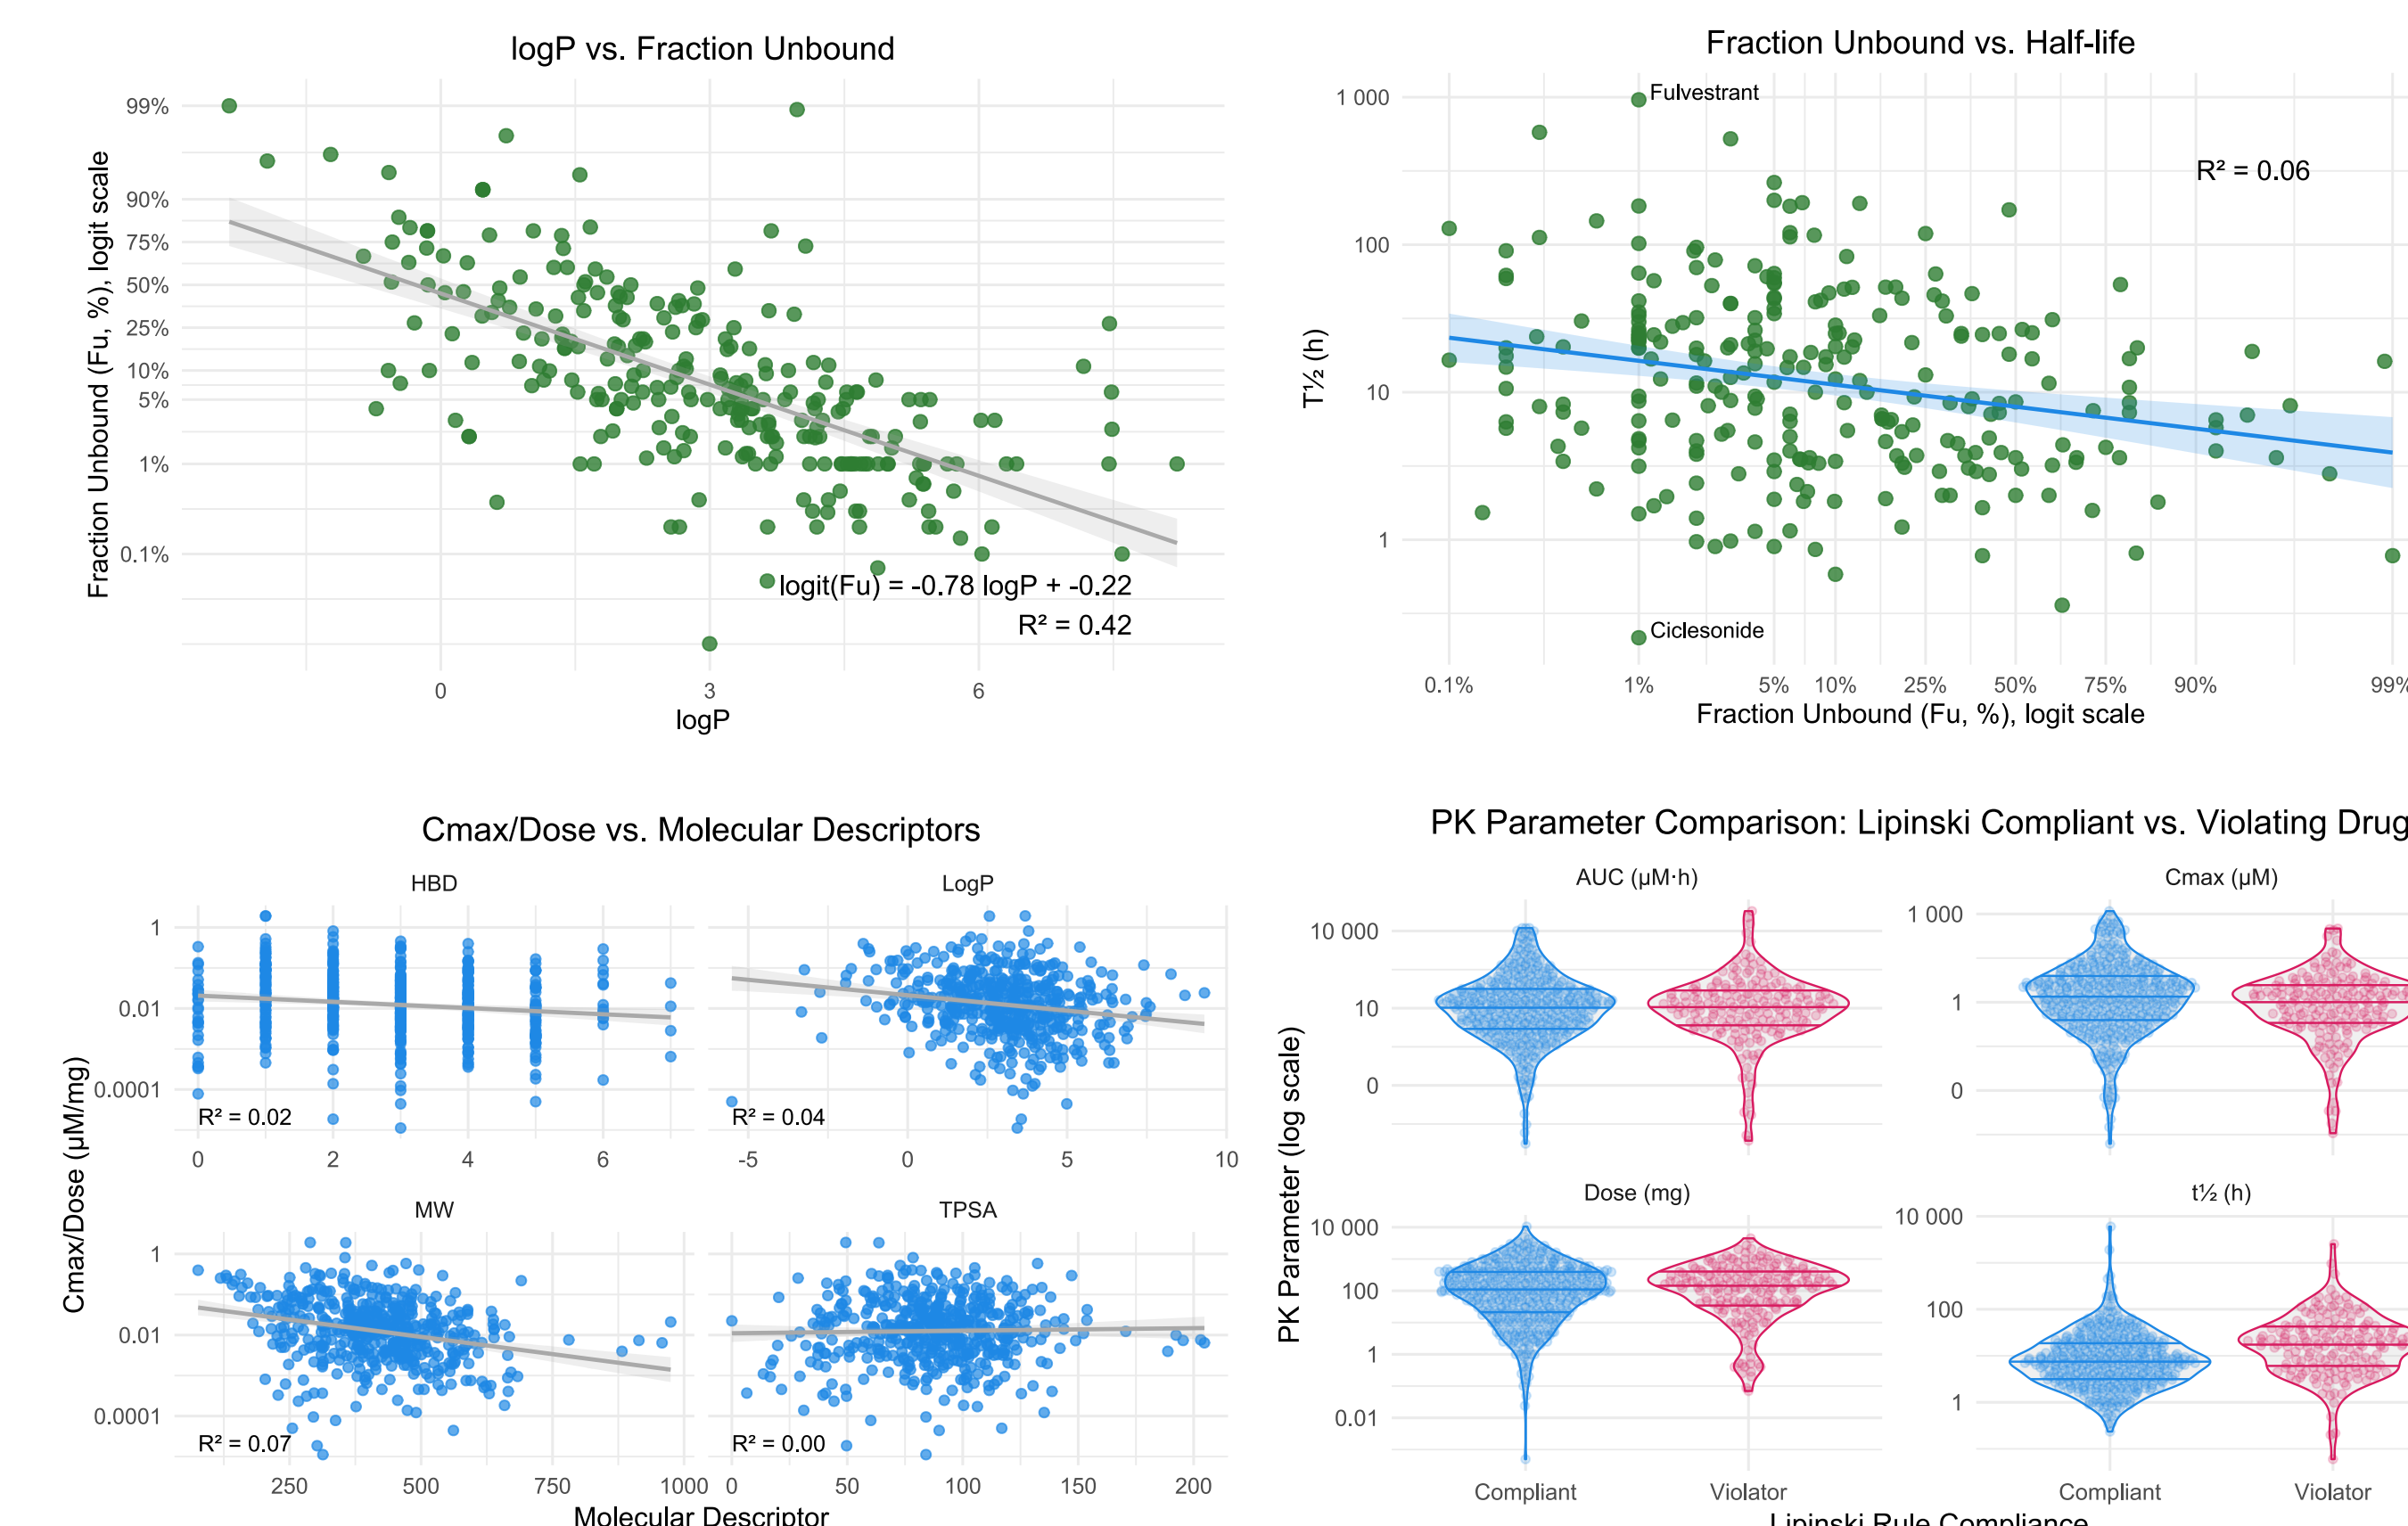 logP vs. Fraction Unbound
Fraction Unbound (Fu, %), logit scale
99%
90%
75%
50%
25%
10%
5%
1%
0.1%
logit(Fu) = -0.78 logP + -0.22
R² = 0.42
0 3 6
logP
Fraction Unbound vs. Half-life
T½ (h)
1 000
100
10
1
Fulvestrant
R² = 0.06
Ciclesonide
0.1% 1% 5% 10% 25% 50% 75% 90% 99%
Fraction Unbound (Fu, %), logit scale
Cmax/Dose vs. Molecular Descriptors
Cmax/Dose (µM/mg)
HBD
1
0.01
0.0001
R² = 0.02
0 2 4 6
LogP
R² = 0.04
-5 0 5 10
MW
1
0.01
0.0001
R² = 0.07
250 500 750 1000
TPSA
R² = 0.00
0 50 100 150 200
Molecular Descriptor
PK Parameter Comparison: Lipinski Compliant vs. Violating Drug
PK Parameter (log scale)
AUC (µM·h)
10 000
10
0
Cmax (µM)
1 000
1
0
Dose (mg)
10 000
100
1
0.01
Compliant Violator
t½ (h)
10 000
100
1
Compliant Violator
Lipinski Rule Compliance